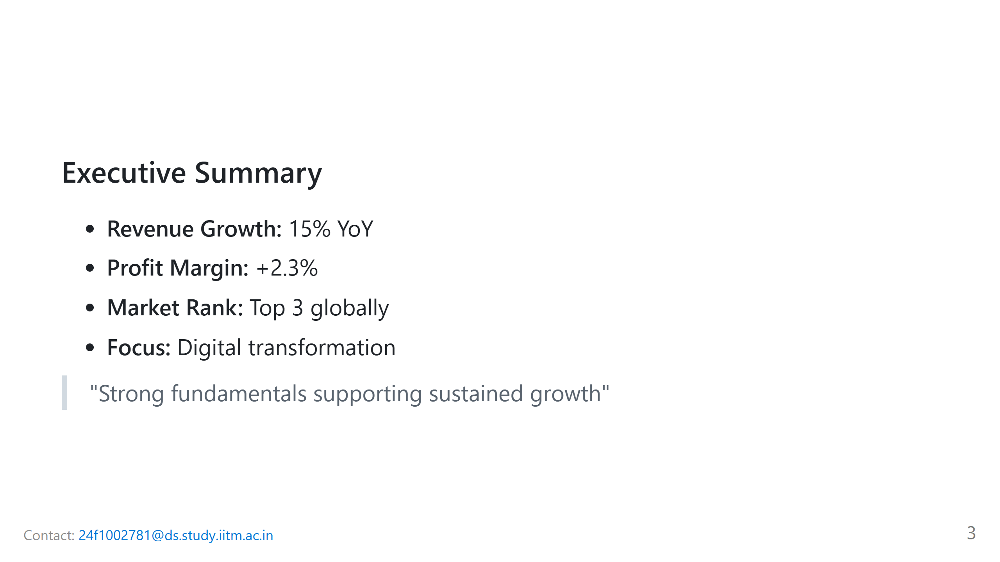 Executive Summary
• Revenue Growth: 15% YoY
• Profit Margin: +2.3%
• Market Rank: Top 3 globally
• Focus: Digital transformation
"Strong fundamentals supporting sustained growth"
Contact: 24f1002781@ds.study.iitm.ac.in
3